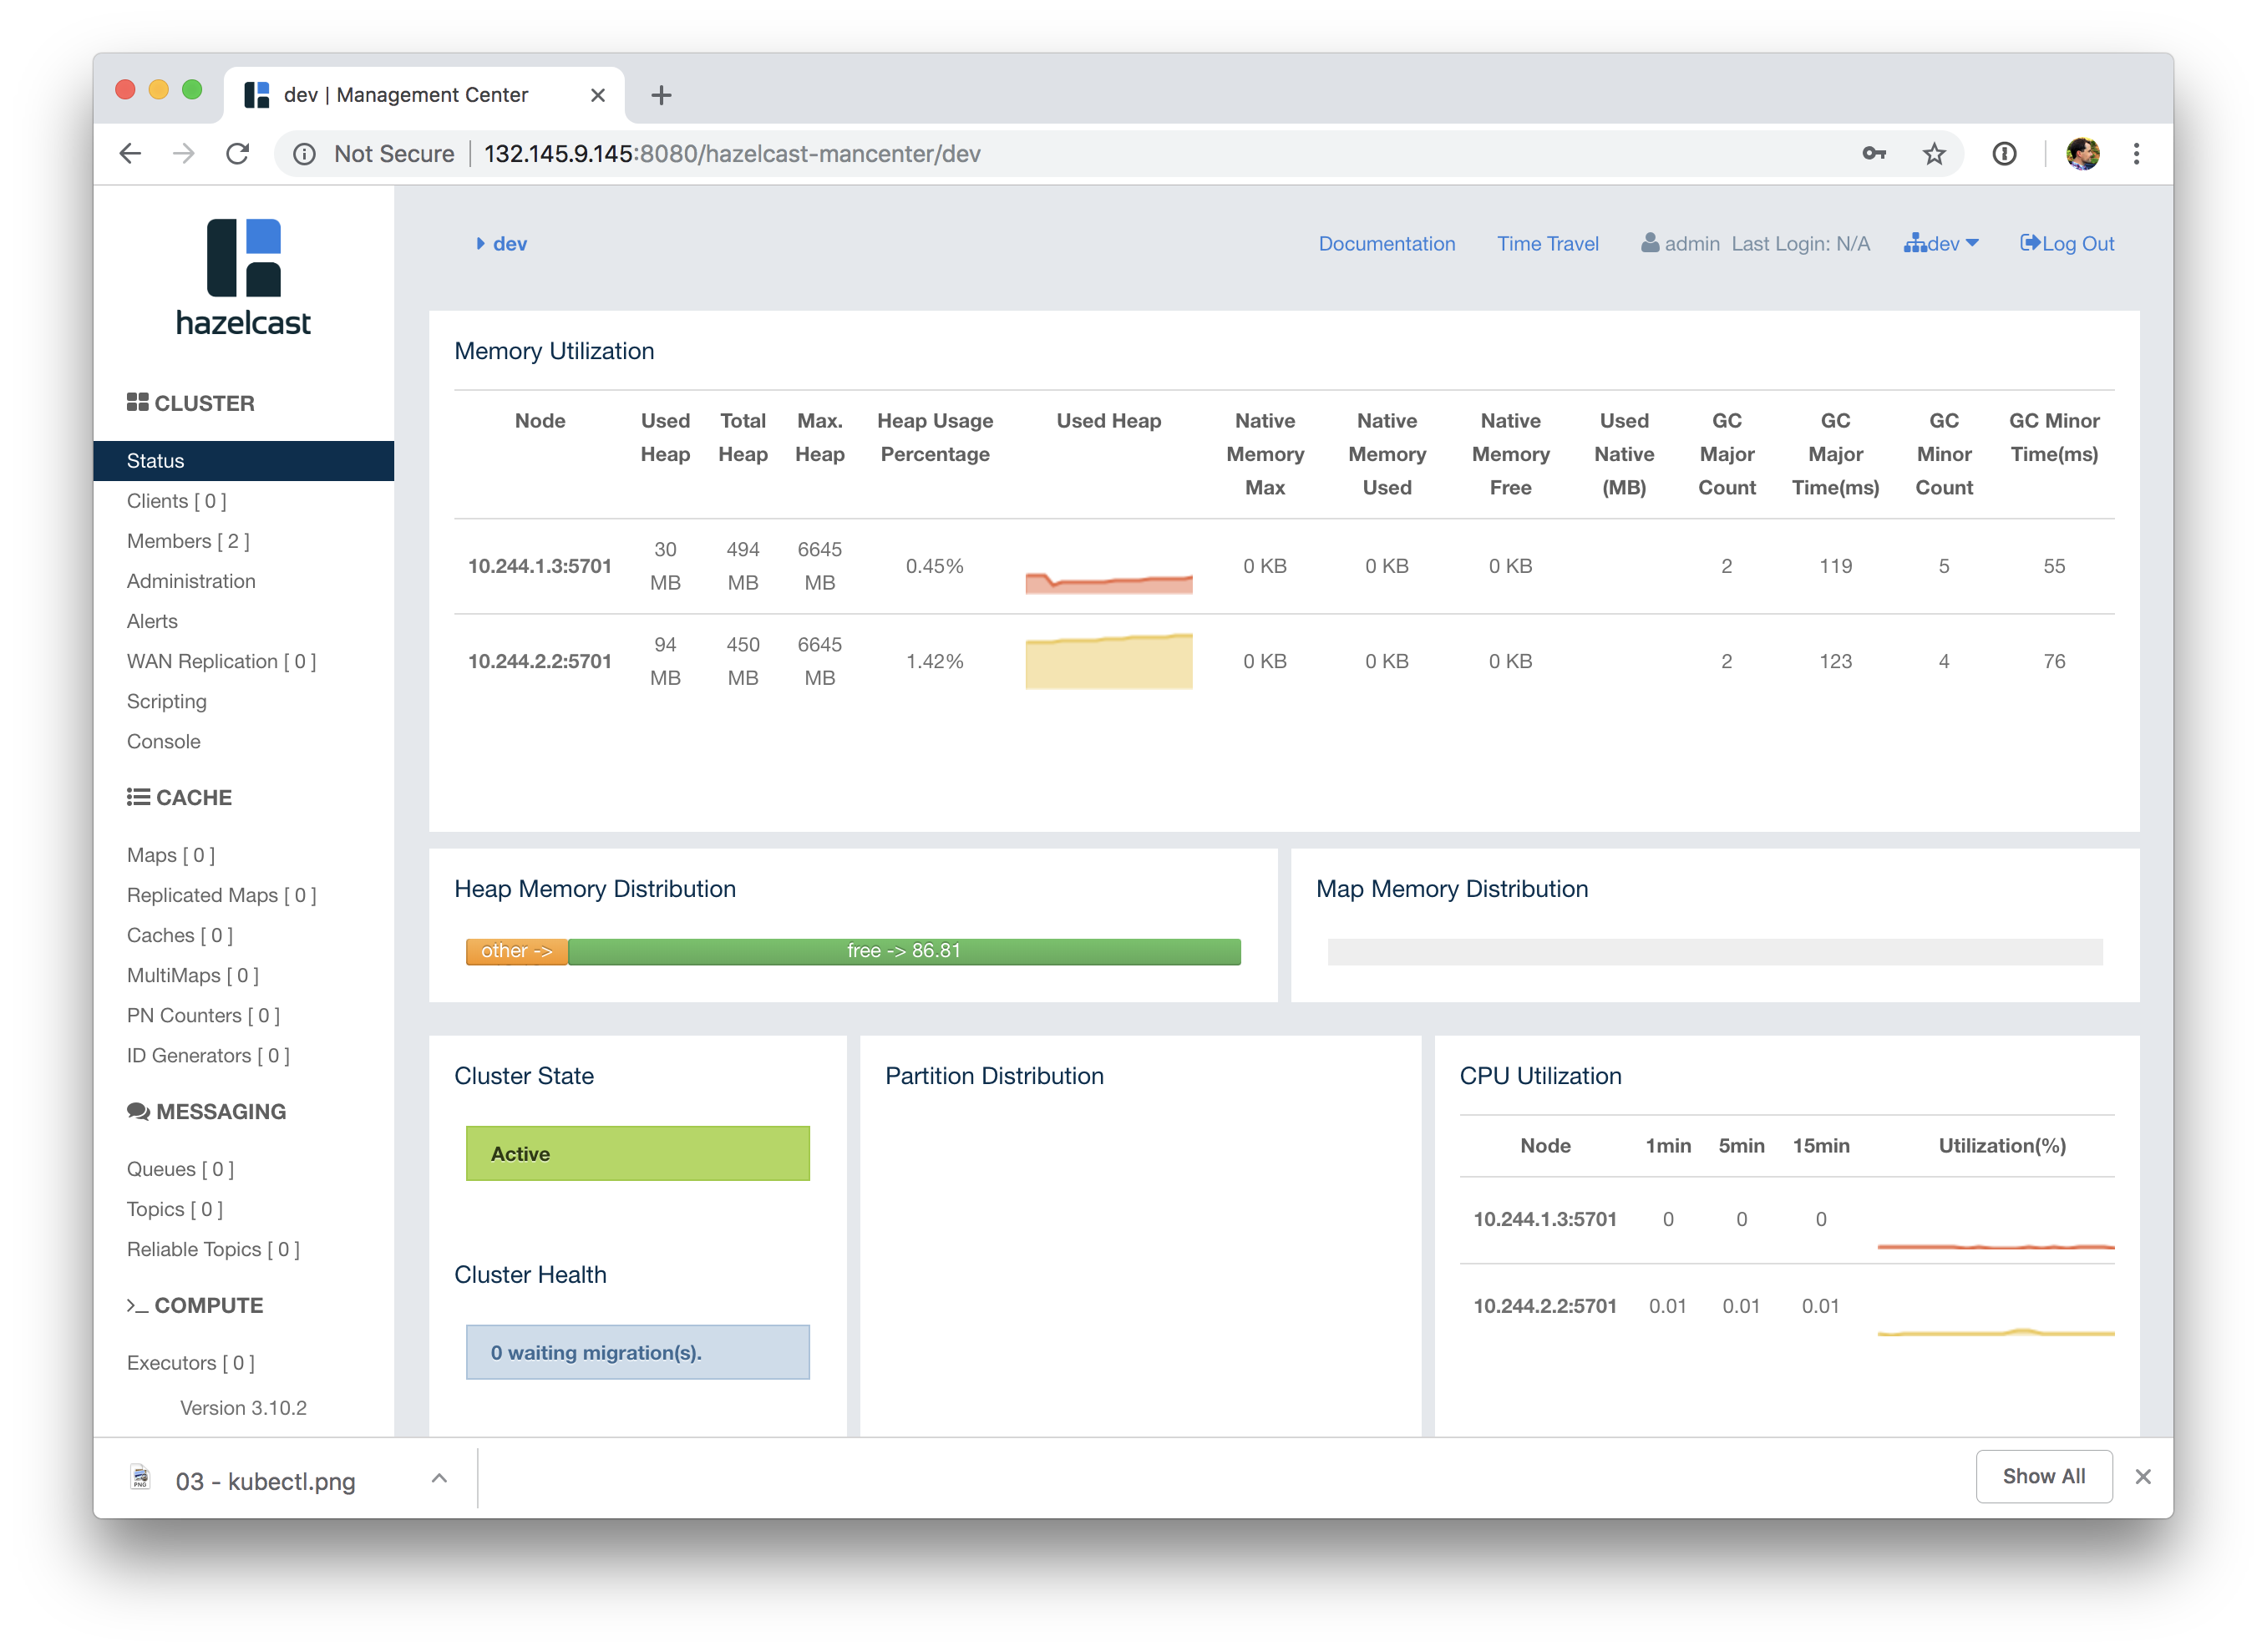 dev | Management Center
Not Secure 132.145.9.145:8080/hazelcast-mancenter/dev
hazelcast
CLUSTER
Status
Clients [ 0 ]
Members [ 2 ]
Administration
Alerts
WAN Replication [ 0 ]
Scripting
Console
CACHE
Maps [ 0 ]
Replicated Maps [ 0 ]
Caches [ 0 ]
MultiMaps [ 0 ]
PN Counters [ 0 ]
ID Generators [ 0 ]
MESSAGING
Queues [ 0 ]
Topics [ 0 ]
Reliable Topics [ 0 ]
COMPUTE
Executors [ 0 ]
Version 3.10.2
dev Documentation Time Travel admin Last Login: N/A dev Log Out
Memory Utilization
Node Used Total Max. Heap Usage Used Heap Native Native Native Used GC GC GC GC Minor
Heap Heap Heap Percentage Memory Memory Memory Native Major Major Minor Time(ms)
Max Used Free (MB) Count Time(ms) Count
10.244.1.3:5701 30 MB 494 MB 6645 MB 0.45% 0 KB 0 KB 0 KB 2 119 5 55
10.244.2.2:5701 94 MB 450 MB 6645 MB 1.42% 0 KB 0 KB 0 KB 2 123 4 76
Heap Memory Distribution
other -> free -> 86.81
Map Memory Distribution
Cluster State
Active
Cluster Health
0 waiting migration(s).
Partition Distribution
CPU Utilization
Node 1min 5min 15min Utilization(%)
10.244.1.3:5701 0 0 0
10.244.2.2:5701 0.01 0.01 0.01
PNG
03 - kubectl.png
Show All